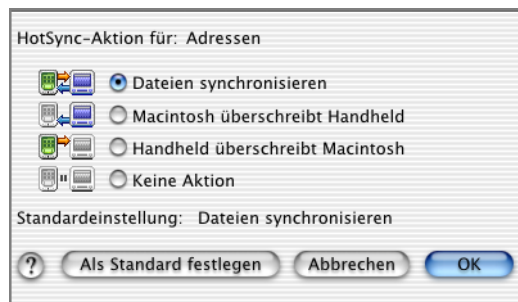 HotSync-Aktion für: Adressen
Dateien synchronisieren
Macintosh überschreibt Handheld
Handheld überschreibt Macintosh
Keine Aktion
Standardeinstellung: Dateien synchronisieren
? Als Standard festlegen Abbrechen OK